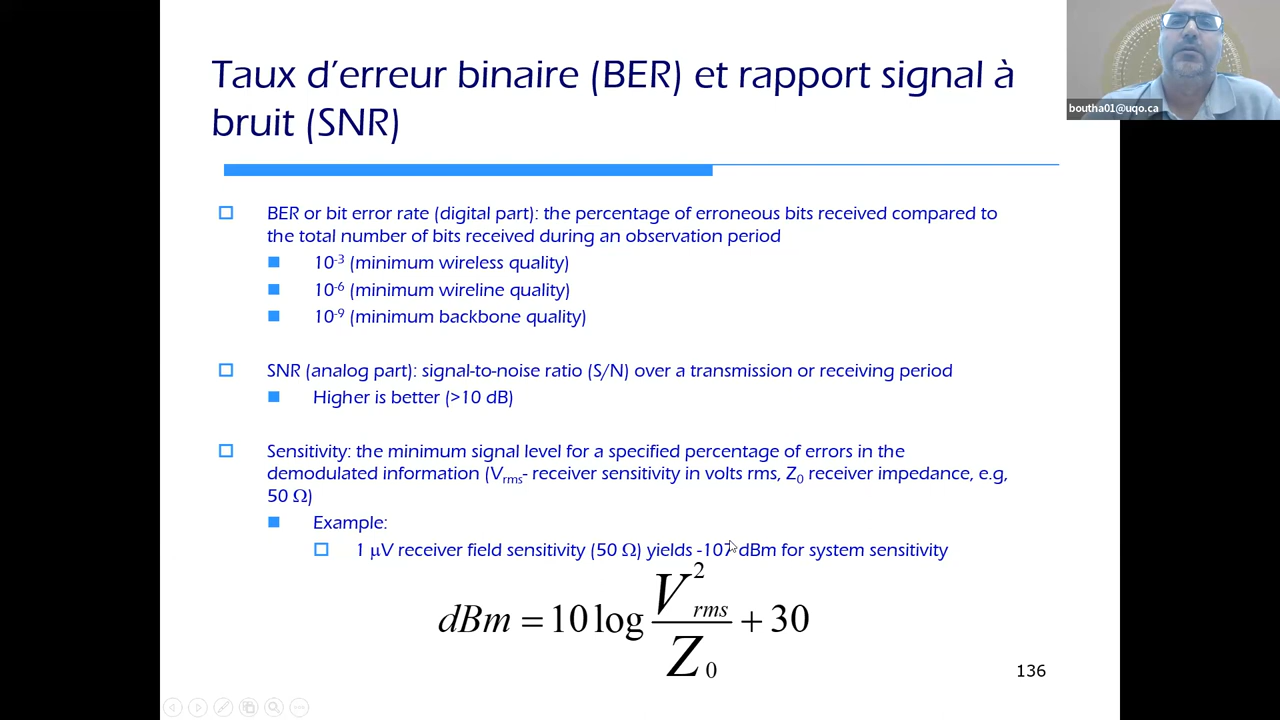 Taux d'erreur binaire (BER) et rapport signal à
bruit (SNR)
boutha01@uqo.ca
BER or bit error rate (digital part): the percentage of erroneous bits received compared to
the total number of bits received during an observation period
10⁻³ (minimum wireless quality)
10⁻⁶ (minimum wireline quality)
10⁻⁹ (minimum backbone quality)
SNR (analog part): signal-to-noise ratio (S/N) over a transmission or receiving period
Higher is better (>10 dB)
Sensitivity: the minimum signal level for a specified percentage of errors in the
demodulated information (Vrms- receiver sensitivity in volts rms, Z₀ receiver impedance, e.g,
50 Ω)
Example:
1 µV receiver field sensitivity (50 Ω) yields -107 dBm for system sensitivity
dBm = 10 log V²rms / Z₀ + 30
136